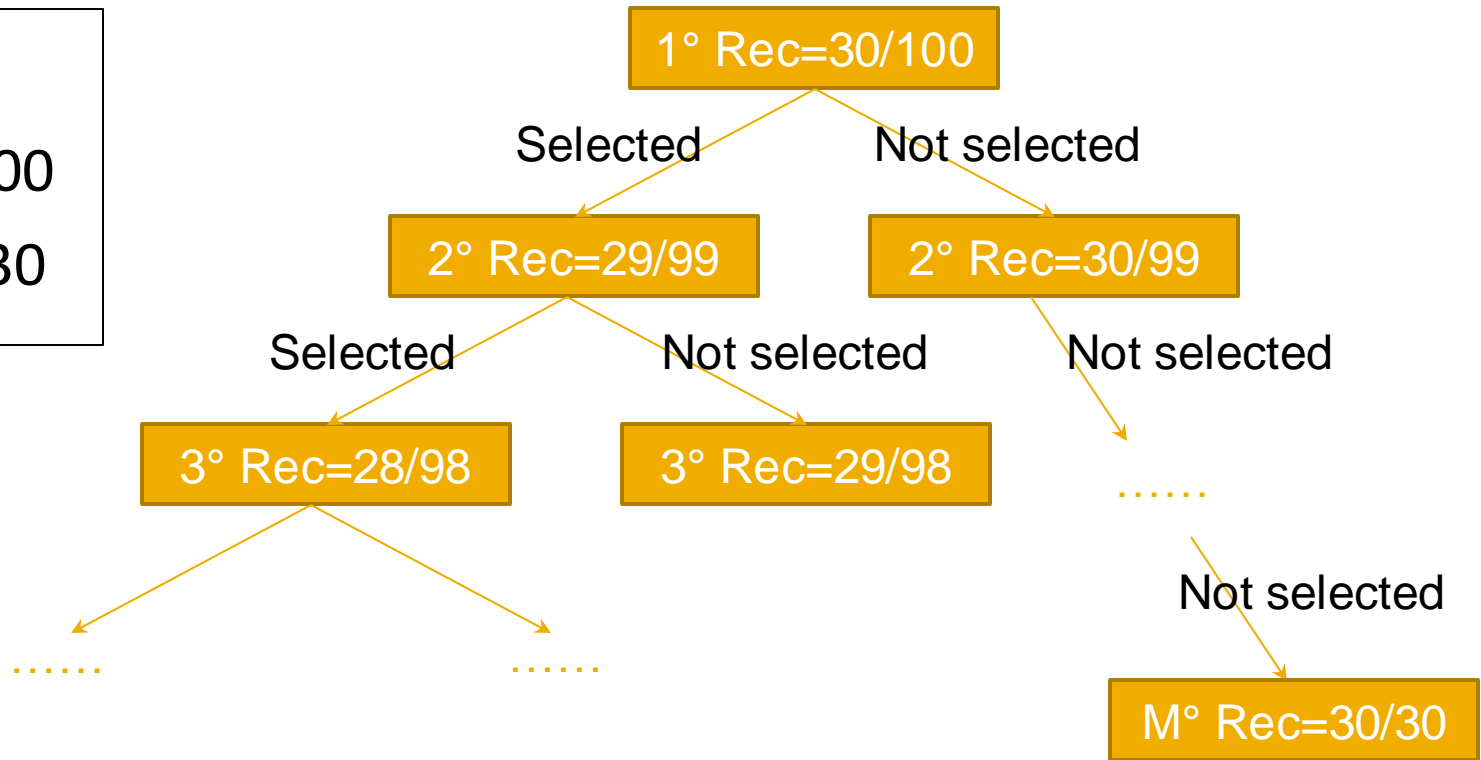 1° Rec=30/100
Selected
Not selected
00
30
2° Rec=29/99
2° Rec=30/99
Selected
Not selected
Not selected
3° Rec=28/98
3° Rec=29/98
......
Not selected
......
......
M° Rec=30/30